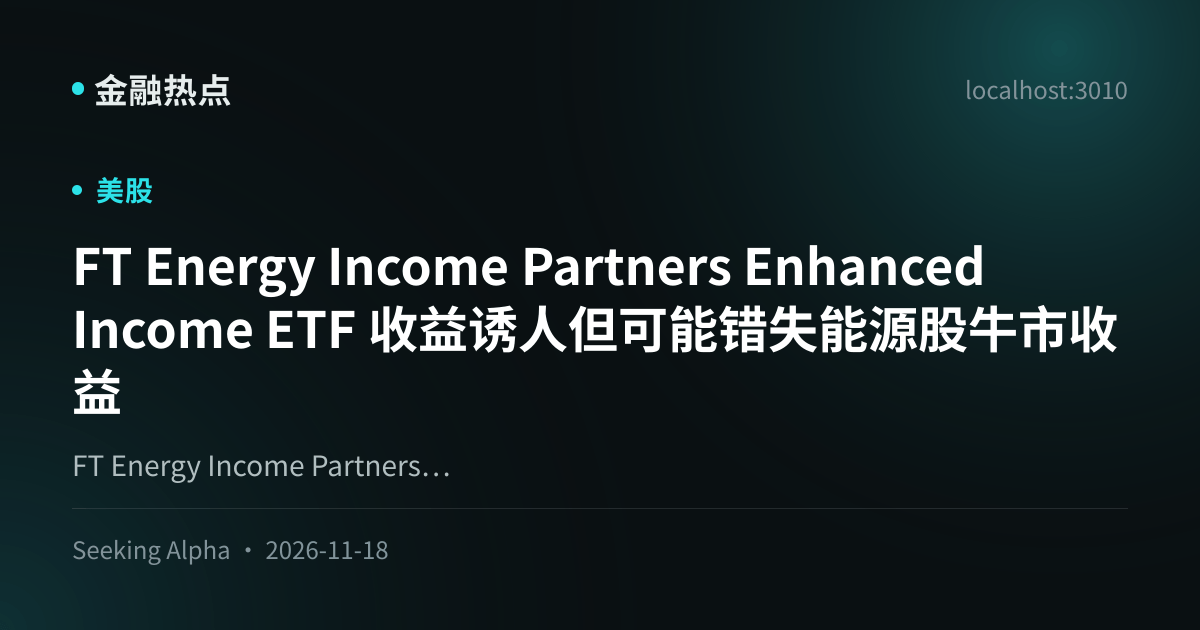 金融热点
localhost:3010
美股
FT Energy Income Partners Enhanced
Income ETF 收益诱人但可能错失能源股牛市收
益
FT Energy Income Partners…
Seeking Alpha • 2026-11-18